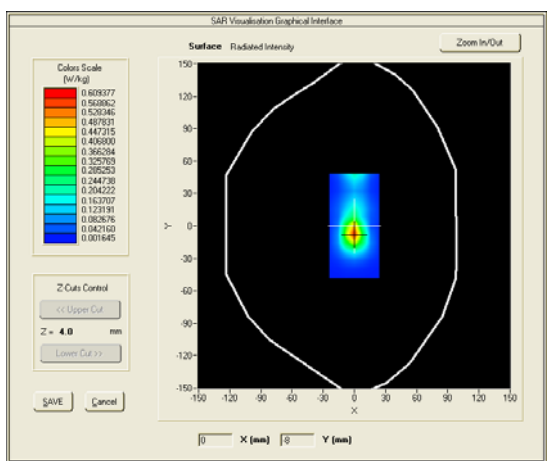 SAR Visualisation Graphical Interface
Surface Radiated Intensity
Zoom In/Out
Colors Scale
(W/kg)
0.609377
0.568862
0.528346
0.487831
0.447315
0.406800
0.366284
0.325769
0.285253
0.244738
0.204222
0.163707
0.123191
0.082676
0.042160
0.001645
150
120
90
60
30
0
-30
-60
-90
-120
-150
Y
-150 -120 -90 -60 -30 0 30 60 90 120 150
X
Z-Cuts Control
<< Upper Cut
Z = 4.0 mm
Lower Cut >>
SAVE Cancel
0 X (mm) -8 Y (mm)